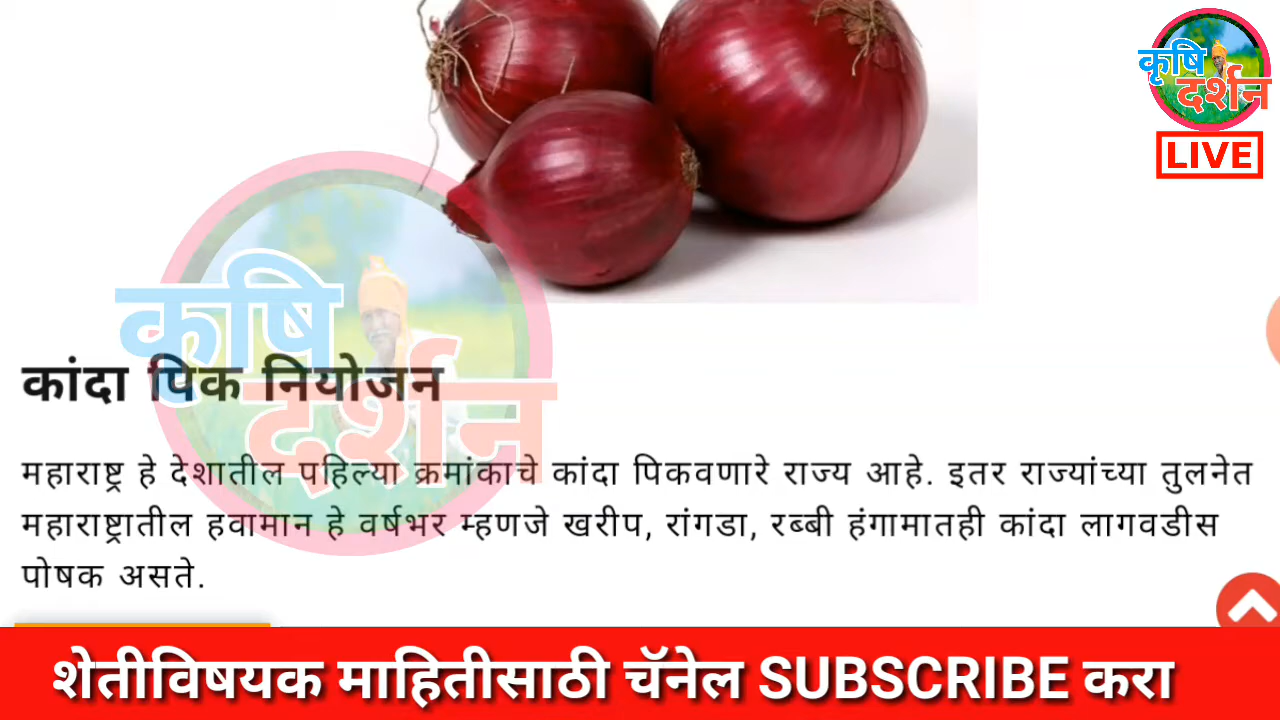 कृषि
दर्शन
LIVE
कृषि
दर्शन
कांदा पिक नियोजन
महाराष्ट्र हे देशातील पहिल्या क्रमांकाचे कांदा पिकवणारे राज्य आहे. इतर राज्यांच्या तुलनेत
महाराष्ट्रातील हवामान हे वर्षभर म्हणजे खरीप, रांगडा, रब्बी हंगामातही कांदा लागवडीस
पोषक असते.
शेतीविषयक माहितीसाठी चॅनेल SUBSCRIBE करा